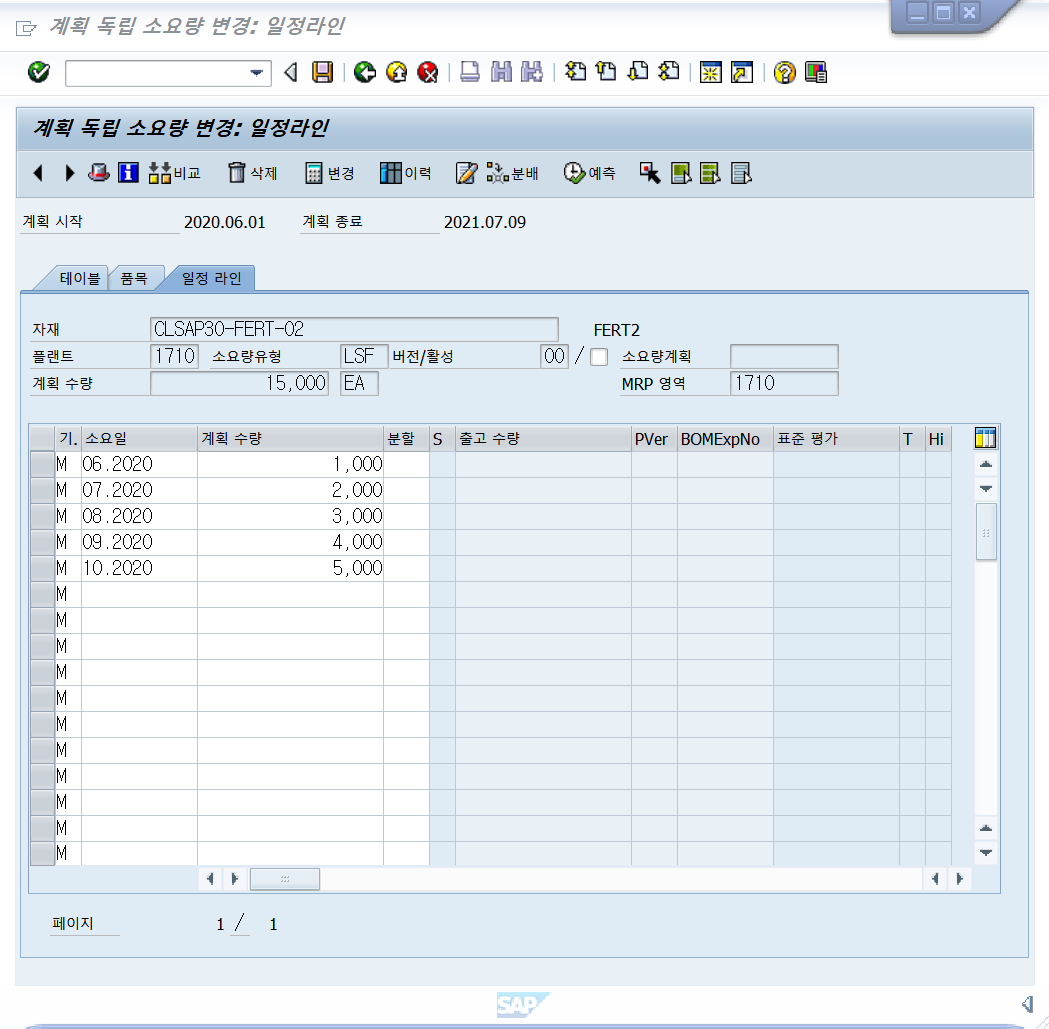 계획 독립 소요량 변경: 일정라인
계획 독립 소요량 변경: 일정라인
비교 삭제 변경 이력 분배 예측
계획 시작 2020.06.01 계획 종료 2021.07.09
테이블 품목 일정 라인
자재 CLSAP30-FERT-02 FERT2
플랜트 1710 소요량유형 LSF 버전/활성 00 / 소요량계획
계획 수량 15,000 EA MRP 영역 1710
기. 소요일 계획 수량 분할 S 출고 수량 PVer BOMExpNo 표준 평가 T Hi
M 06.2020 1,000
M 07.2020 2,000
M 08.2020 3,000
M 09.2020 4,000
M 10.2020 5,000
M
M
M
M
M
M
M
M
M
M
M
페이지 1 / 1
SAP